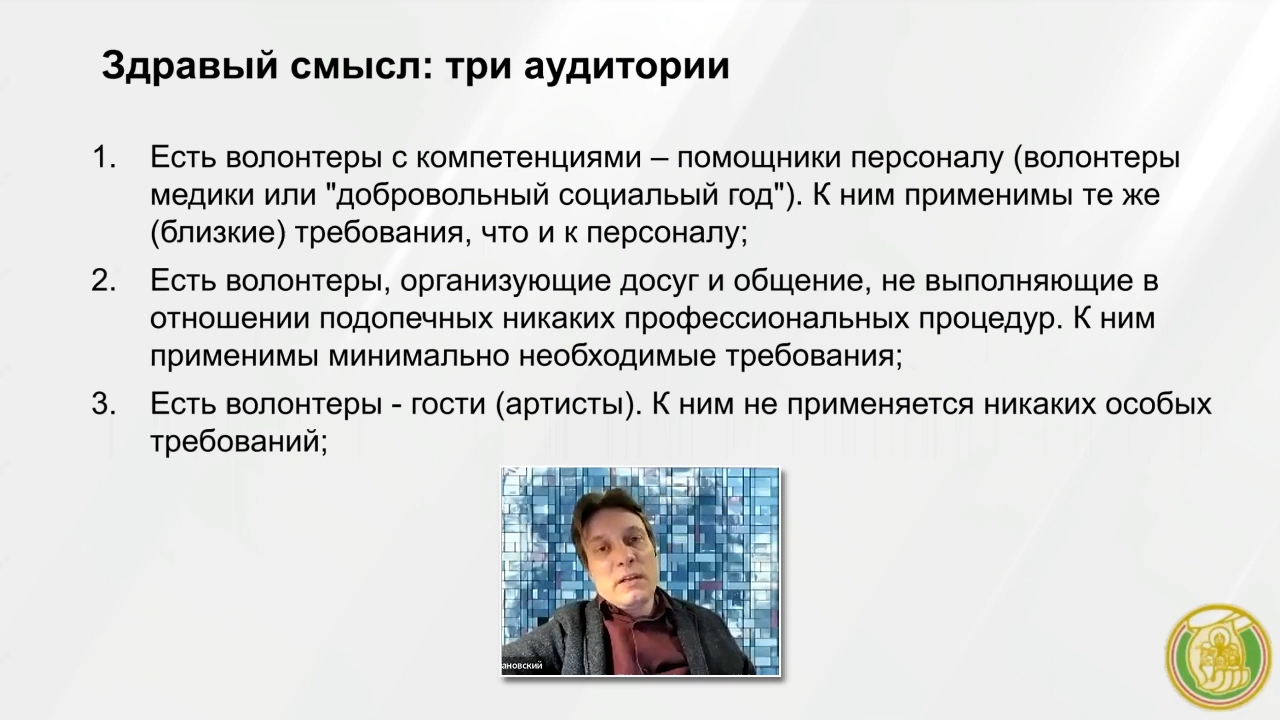 Здравый смысл: три аудитории
1. Есть волонтеры с компетенциями – помощники персоналу (волонтеры
медики или "добровольный социальый год"). К ним применимы те же
(близкие) требования, что и к персоналу;
2. Есть волонтеры, организующие досуг и общение, не выполняющие в
отношении подопечных никаких профессиональных процедур. К ним
применимы минимально необходимые требования;
3. Есть волонтеры - гости (артисты). К ним не применяется никаких особых
требований;
ановский